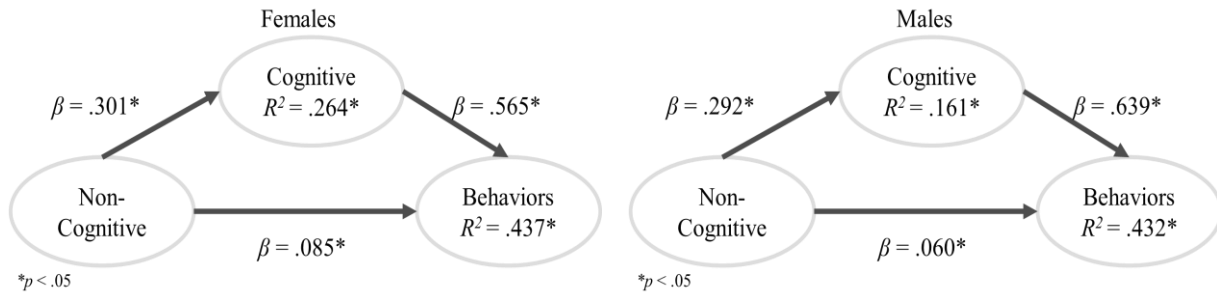 Females
Cognitive
R² = .264*
β = .301*
β = .565*
Non-
Cognitive
Behaviors
R² = .437*
β = .085*
*p < .05
Males
Cognitive
R² = .161*
β = .292*
β = .639*
Non-
Cognitive
Behaviors
R² = .432*
β = .060*
*p < .05